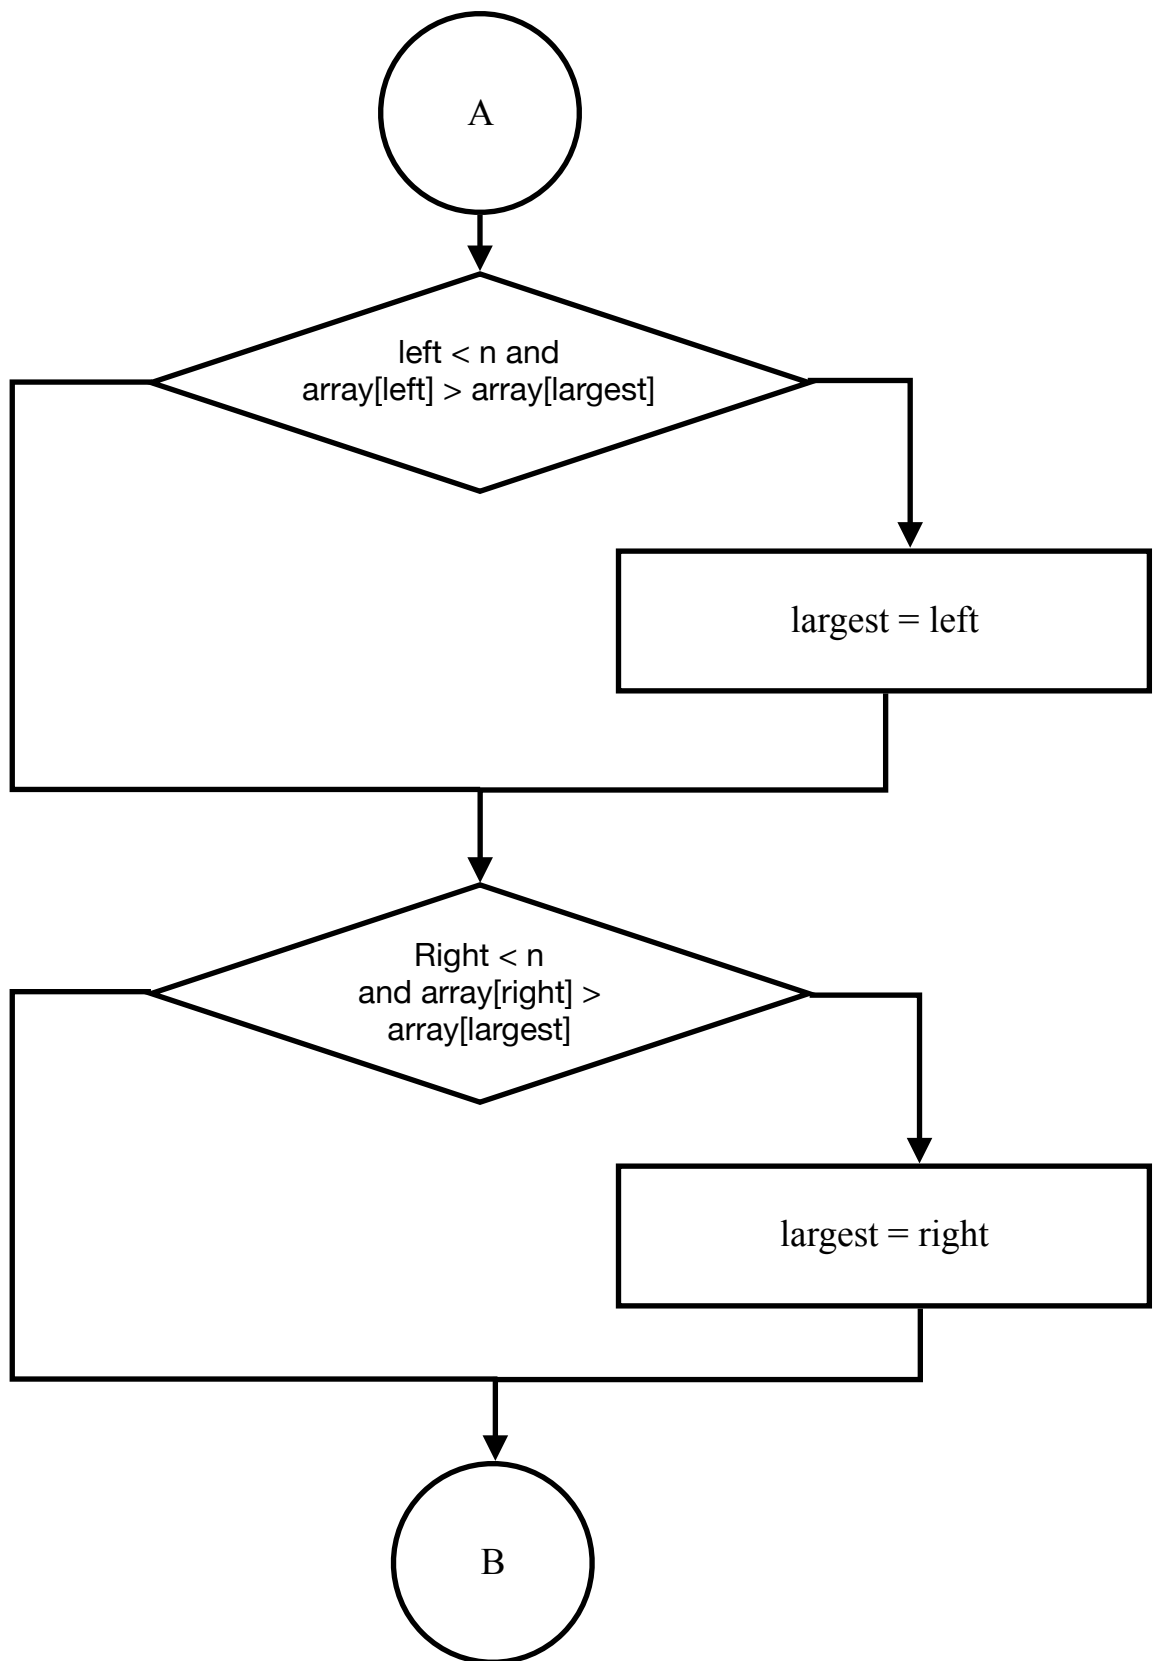 A
left < n and
array[left] > array[largest]
largest = left
Right < n
and array[right] >
array[largest]
largest = right
B